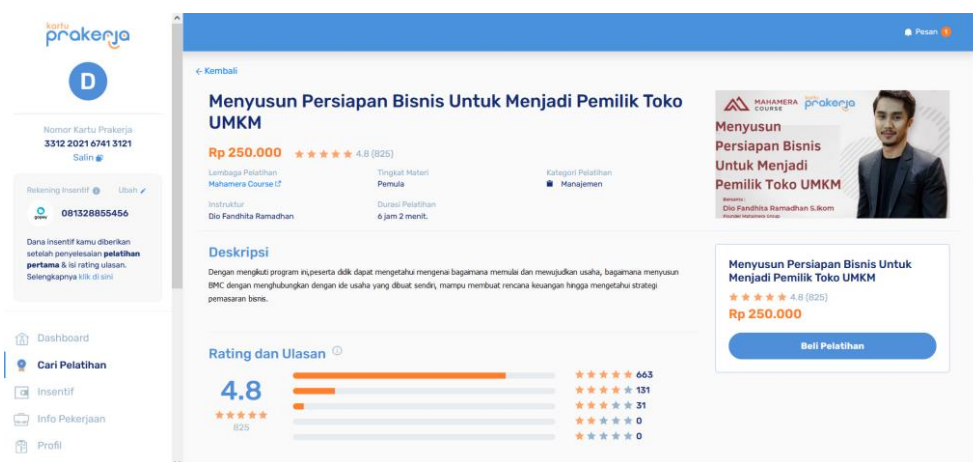 kartu
prakerja
D
Nomor Kartu Prakerja
3312 2021 6741 3121
Salin
Rekening Insentif
Ubah
081328855456
Dana insentif kamu diberikan
setelah penyelesaian pelatihan
pertama & isi rating ulasan.
Selengkapnya klik di sini
Dashboard
Cari Pelatihan
Insentif
Info Pekerjaan
Profil
Pesan 1
← Kembali
Menyusun Persiapan Bisnis Untuk Menjadi Pemilik Toko
UMKM
Rp 250.000 4.8 (825)
Lembaga Pelatihan
Mahamera Course
Tingkat Materi
Pemula
Kategori Pelatihan
Manajemen
Instruktur
Dio Fandhita Ramadhan
Durasi Pelatihan
6 jam 2 menit.
Deskripsi
Dengan mengikuti program ini,peserta didik dapat mengetahui mengenai bagaimana memulai dan mewujudkan usaha, bagaimana menyusun
BMC dengan menghubungkan dengan ide usaha yang dibuat sendiri, mampu membuat rencana keuangan hingga mengetahui strategi
pemasaran bisnis.
Rating dan Ulasan
4.8
825
663
131
31
0
0
MAHAMERA
COURSE
kartu
prakerja
Menyusun
Persiapan Bisnis
Untuk Menjadi
Pemilik Toko UMKM
Bersama :
Dio Fandhita Ramadhan S.Ikom
Founder Mahamera Group
Menyusun Persiapan Bisnis Untuk
Menjadi Pemilik Toko UMKM
4.8 (825)
Rp 250.000
Beli Pelatihan